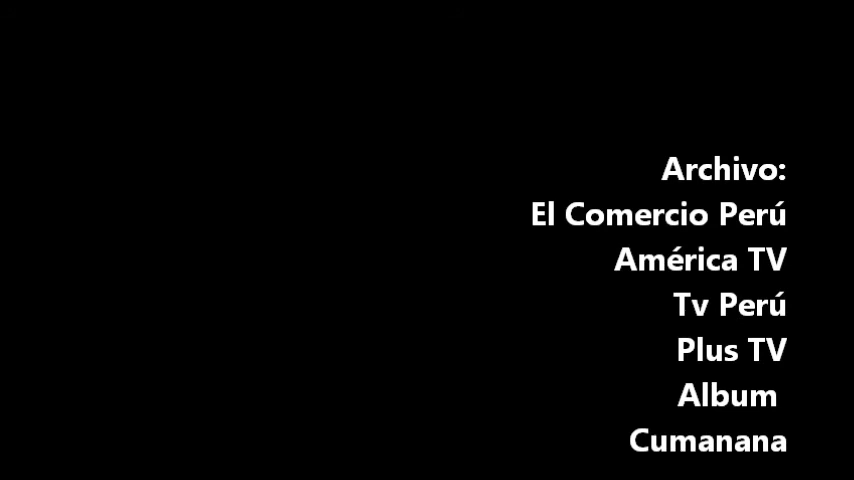 Archivo:
El Comercio Perú
América TV
Tv Perú
Plus TV
Album
Cumanana